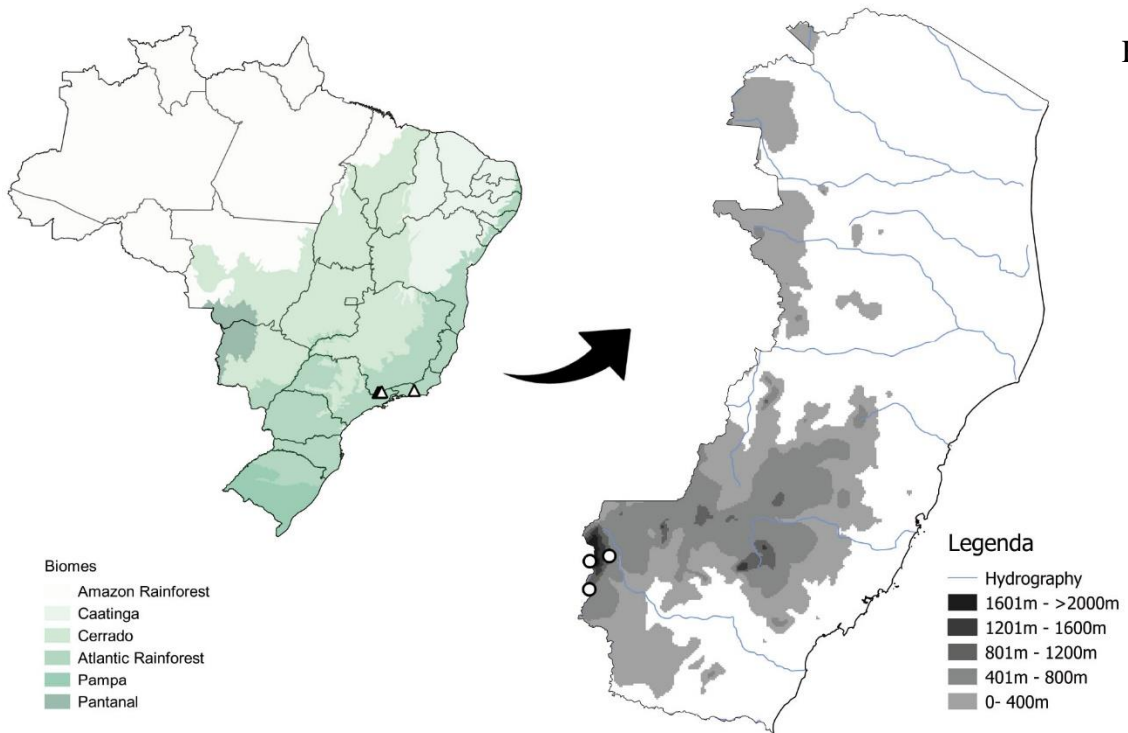 Biomes
Amazon Rainforest
Caatinga
Cerrado
Atlantic Rainforest
Pampa
Pantanal
Legenda
Hydrography
1601m - >2000m
1201m - 1600m
801m - 1200m
401m - 800m
0- 400m